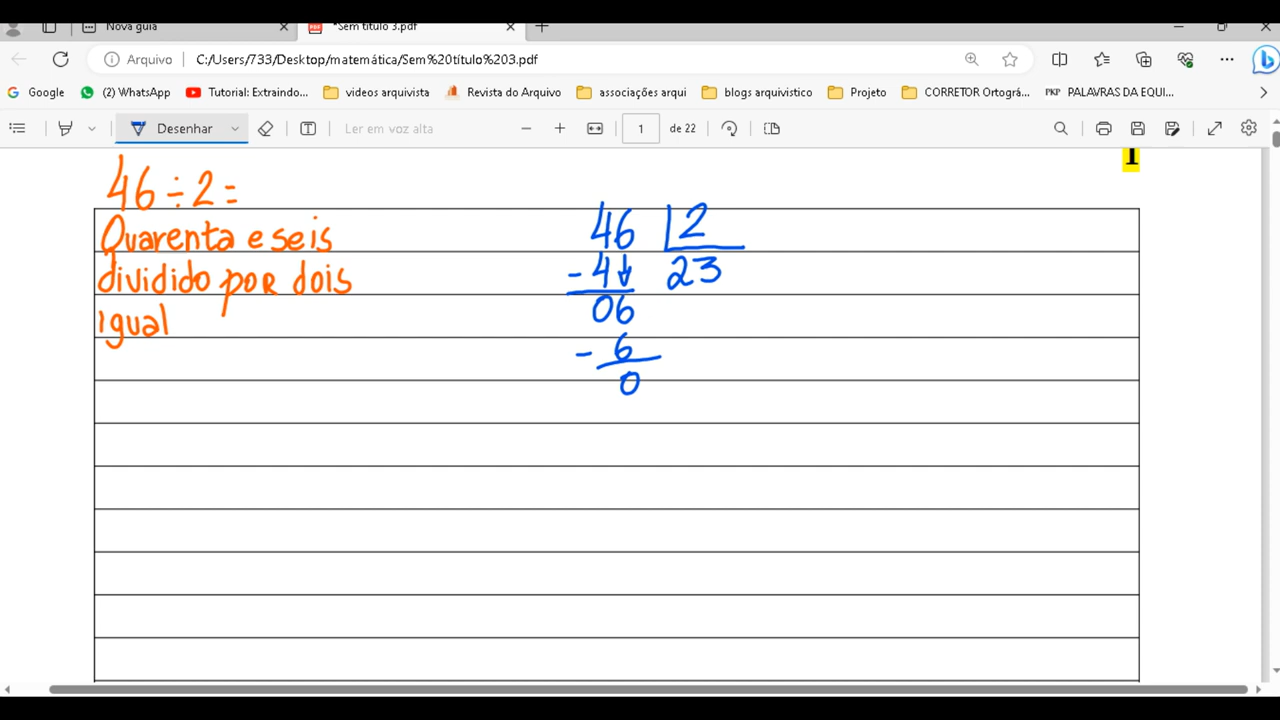 Nova guia
*Sem título 3.pdf
Arquivo C:/Users/733/Desktop/matemática/Sem%20título%203.pdf
Google (2) WhatsApp Tutorial: Extraindo... videos arquivista Revista do Arquivo associações arqui blogs arquivistico Projeto CORRETOR Ortográ... PKP PALAVRAS DA EQUI...
Desenhar Ler em voz alta 1 de 22
1
46 ÷ 2 =
Quarenta e seis
dividido por dois
igual
46 2
- 4 23
06
- 6
0